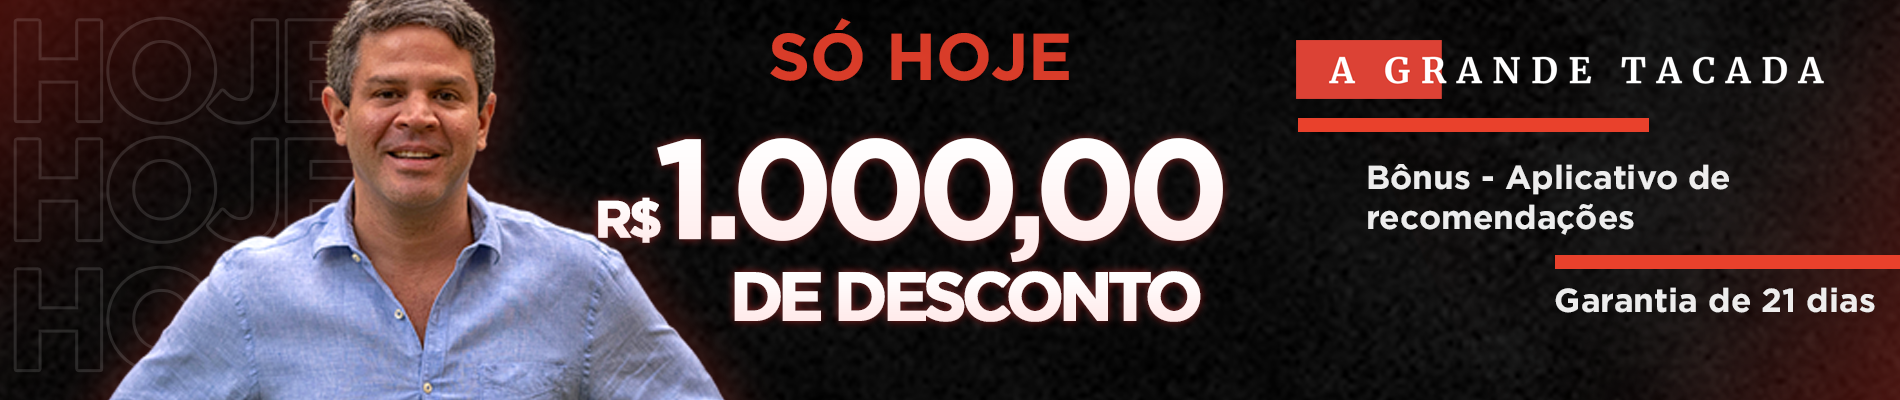 HOJE
HOJE
HO
SÓ HOJE
R$1.000,00
DE DESCONTO
A GRANDE TACADA
Bônus - Aplicativo de
recomendações
Garantia de 21 dias